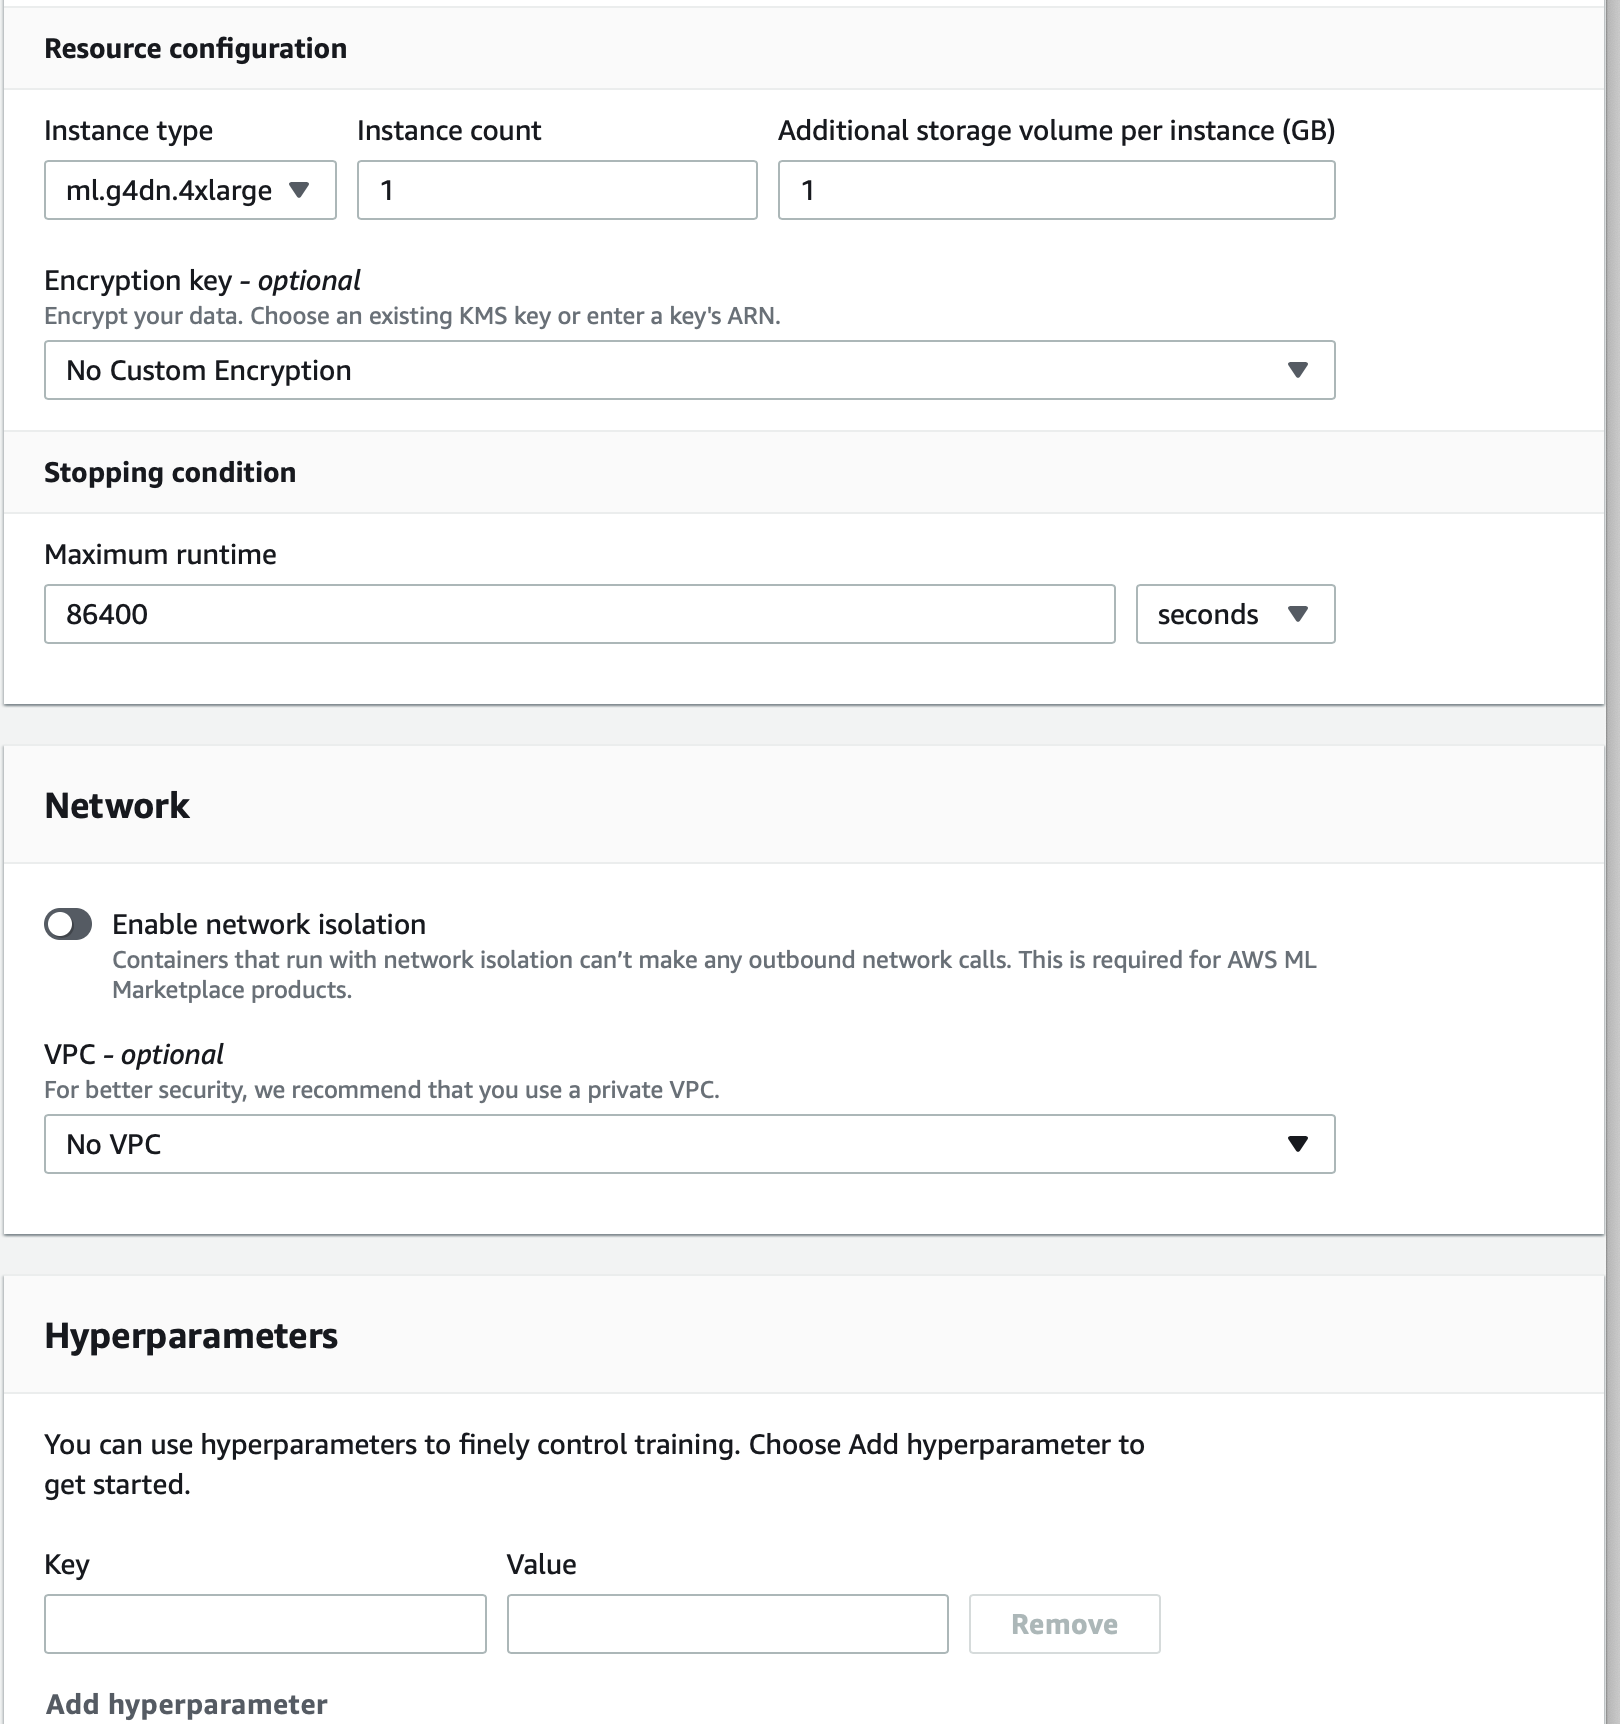 Resource configuration
Instance type Instance count Additional storage volume per instance (GB)
ml.g4dn.4xlarge 1 1
Encryption key - optional
Encrypt your data. Choose an existing KMS key or enter a key's ARN.
No Custom Encryption
Stopping condition
Maximum runtime
86400 seconds
Network
Enable network isolation
Containers that run with network isolation can’t make any outbound network calls. This is required for AWS ML
Marketplace products.
VPC - optional
For better security, we recommend that you use a private VPC.
No VPC
Hyperparameters
You can use hyperparameters to finely control training. Choose Add hyperparameter to
get started.
Key Value
Remove
Add hyperparameter